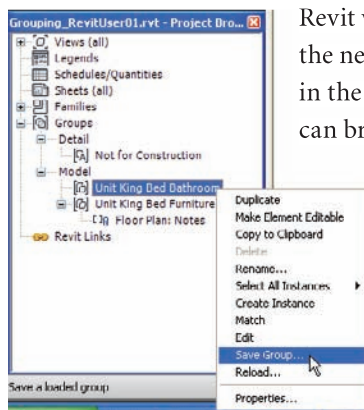 Grouping_RevitUser01.rvt - Project Bro...
Views (all)
Legends
Schedules/Quantities
Sheets (all)
Families
Groups
Detail
Not for Construction
Model
Unit King Bed Bathroom
Unit King Bed Furniture
Floor Plan: Notes
Revit Links
Save a loaded group
Duplicate
Make Element Editable
Copy to Clipboard
Delete
Rename...
Select All Instances
Create Instance
Match
Edit
Save Group...
Reload...
Properties...
Revit
the ne
in the
can br